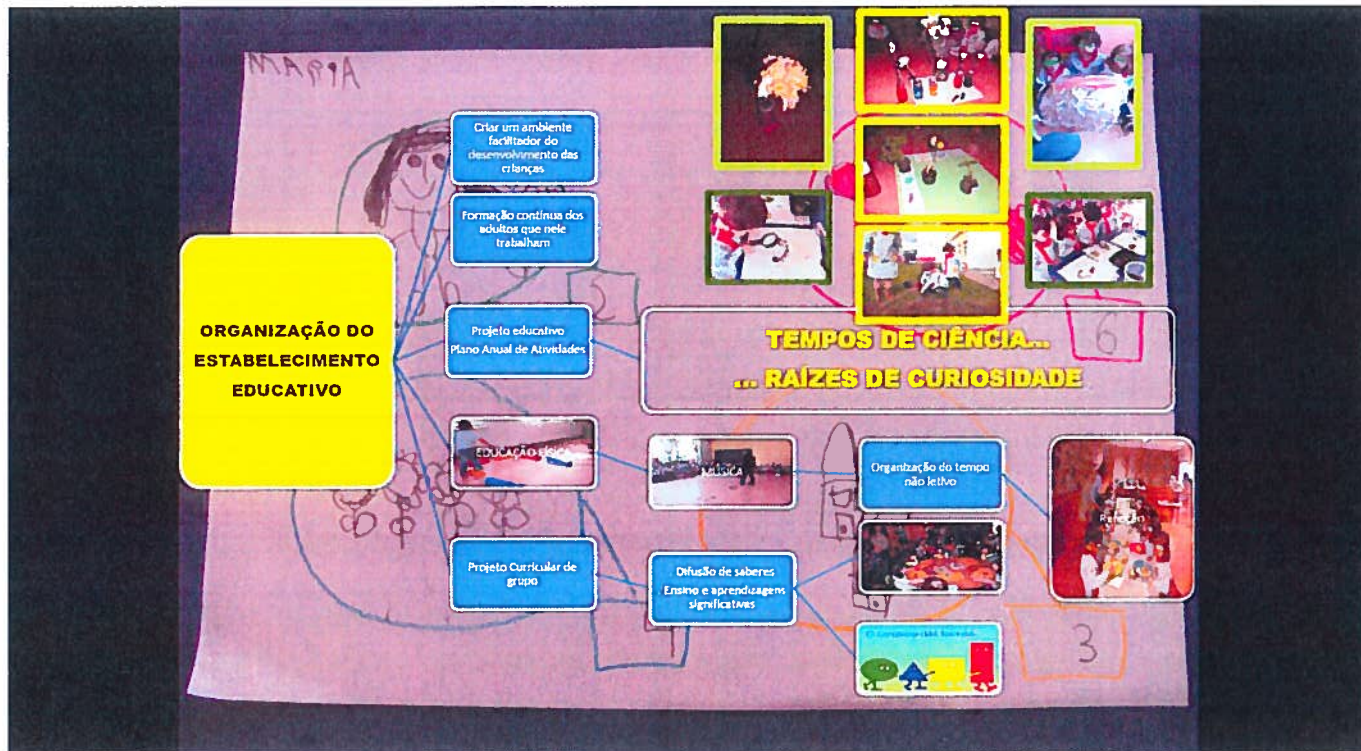 MARIA
Criar um ambiente
facilitador do
desenvolvimento das
crianças
Formação contínua dos
adultos que nele
trabalham
ORGANIZAÇÃO DO
ESTABELECIMENTO
EDUCATIVO
2
Projeto educativo
Plano Anual de Atividades
6
TEMPOS DE CIÊNCIA...
... RAÍZES DE CURIOSIDADE
EDUCAÇÃO FÍSICA
MÚSICA
Organização do tempo
não letivo
Refeição
Projeto Curricular de
grupo
Difusão de saberes
Ensino e aprendizagens
significativas
3